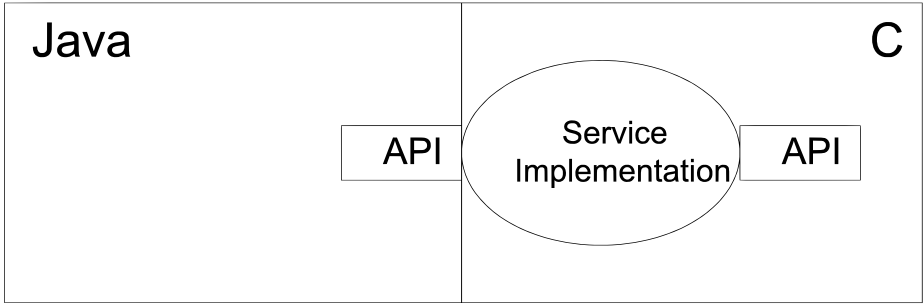 Java
C
API
Service
Implementation
API